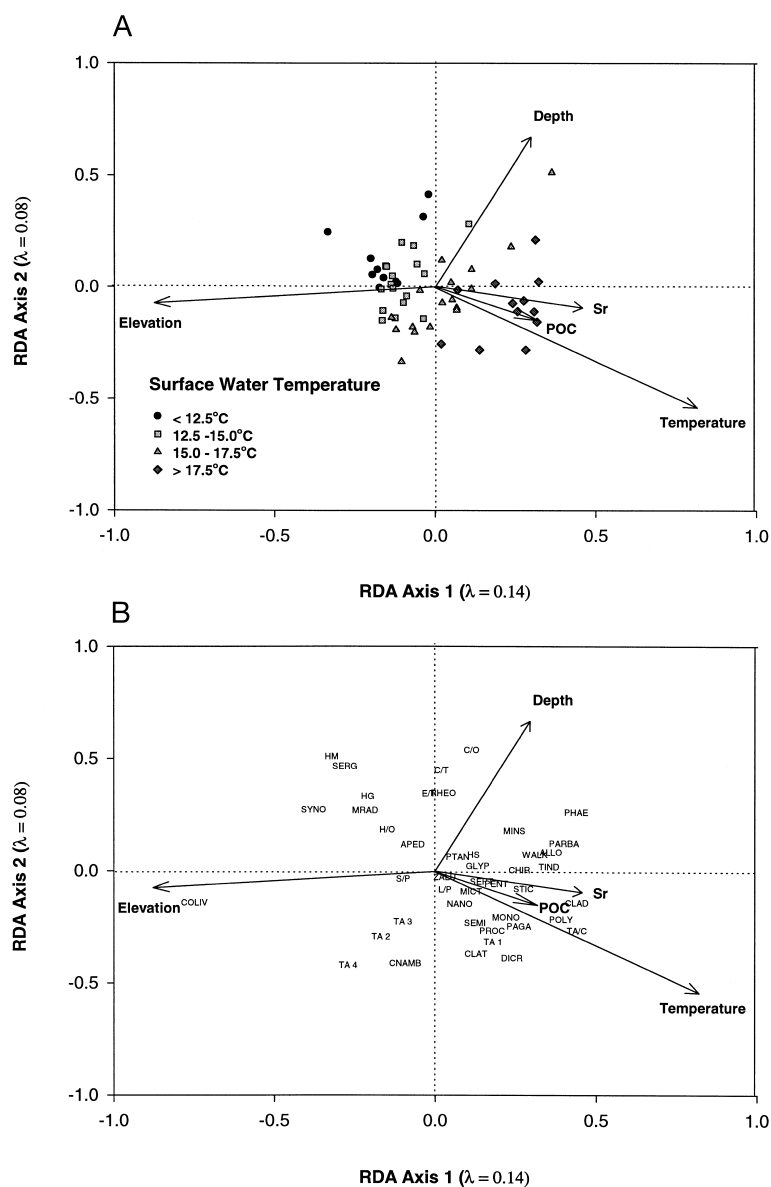 A
1.0
Depth
0.5
RDA Axis 2 (λ = 0.08)
0.0
Sr
POC
Elevation
Surface Water Temperature
< 12.5°C
12.5 -15.0°C
15.0 - 17.5°C
> 17.5°C
-0.5
Temperature
-1.0
-1.0 -0.5 0.0 0.5 1.0
RDA Axis 1 (λ = 0.14)
B
1.0
Depth
C/O
HM
SERG
0.5
C/T
HG
E/T RHEO
SYNO
MRAD
PHAE
H/O
MINS
APED
PARBA
RDA Axis 2 (λ = 0.08)
PTAN HS
WALK ALLO
GLYP
TIND
CHIR
0.0
S/P
SERT PENT
L/P
MICT
STIC
Sr
Elevation COLIV
NANO
POC CLAD
TA 3
SEMI
MONO
POLY
PAGA
PROC
TA/C
TA 2
TA 1
CLAT
DICR
TA 4
CNAMB
-0.5
Temperature
-1.0
-1.0 -0.5 0.0 0.5 1.0
RDA Axis 1 (λ = 0.14)